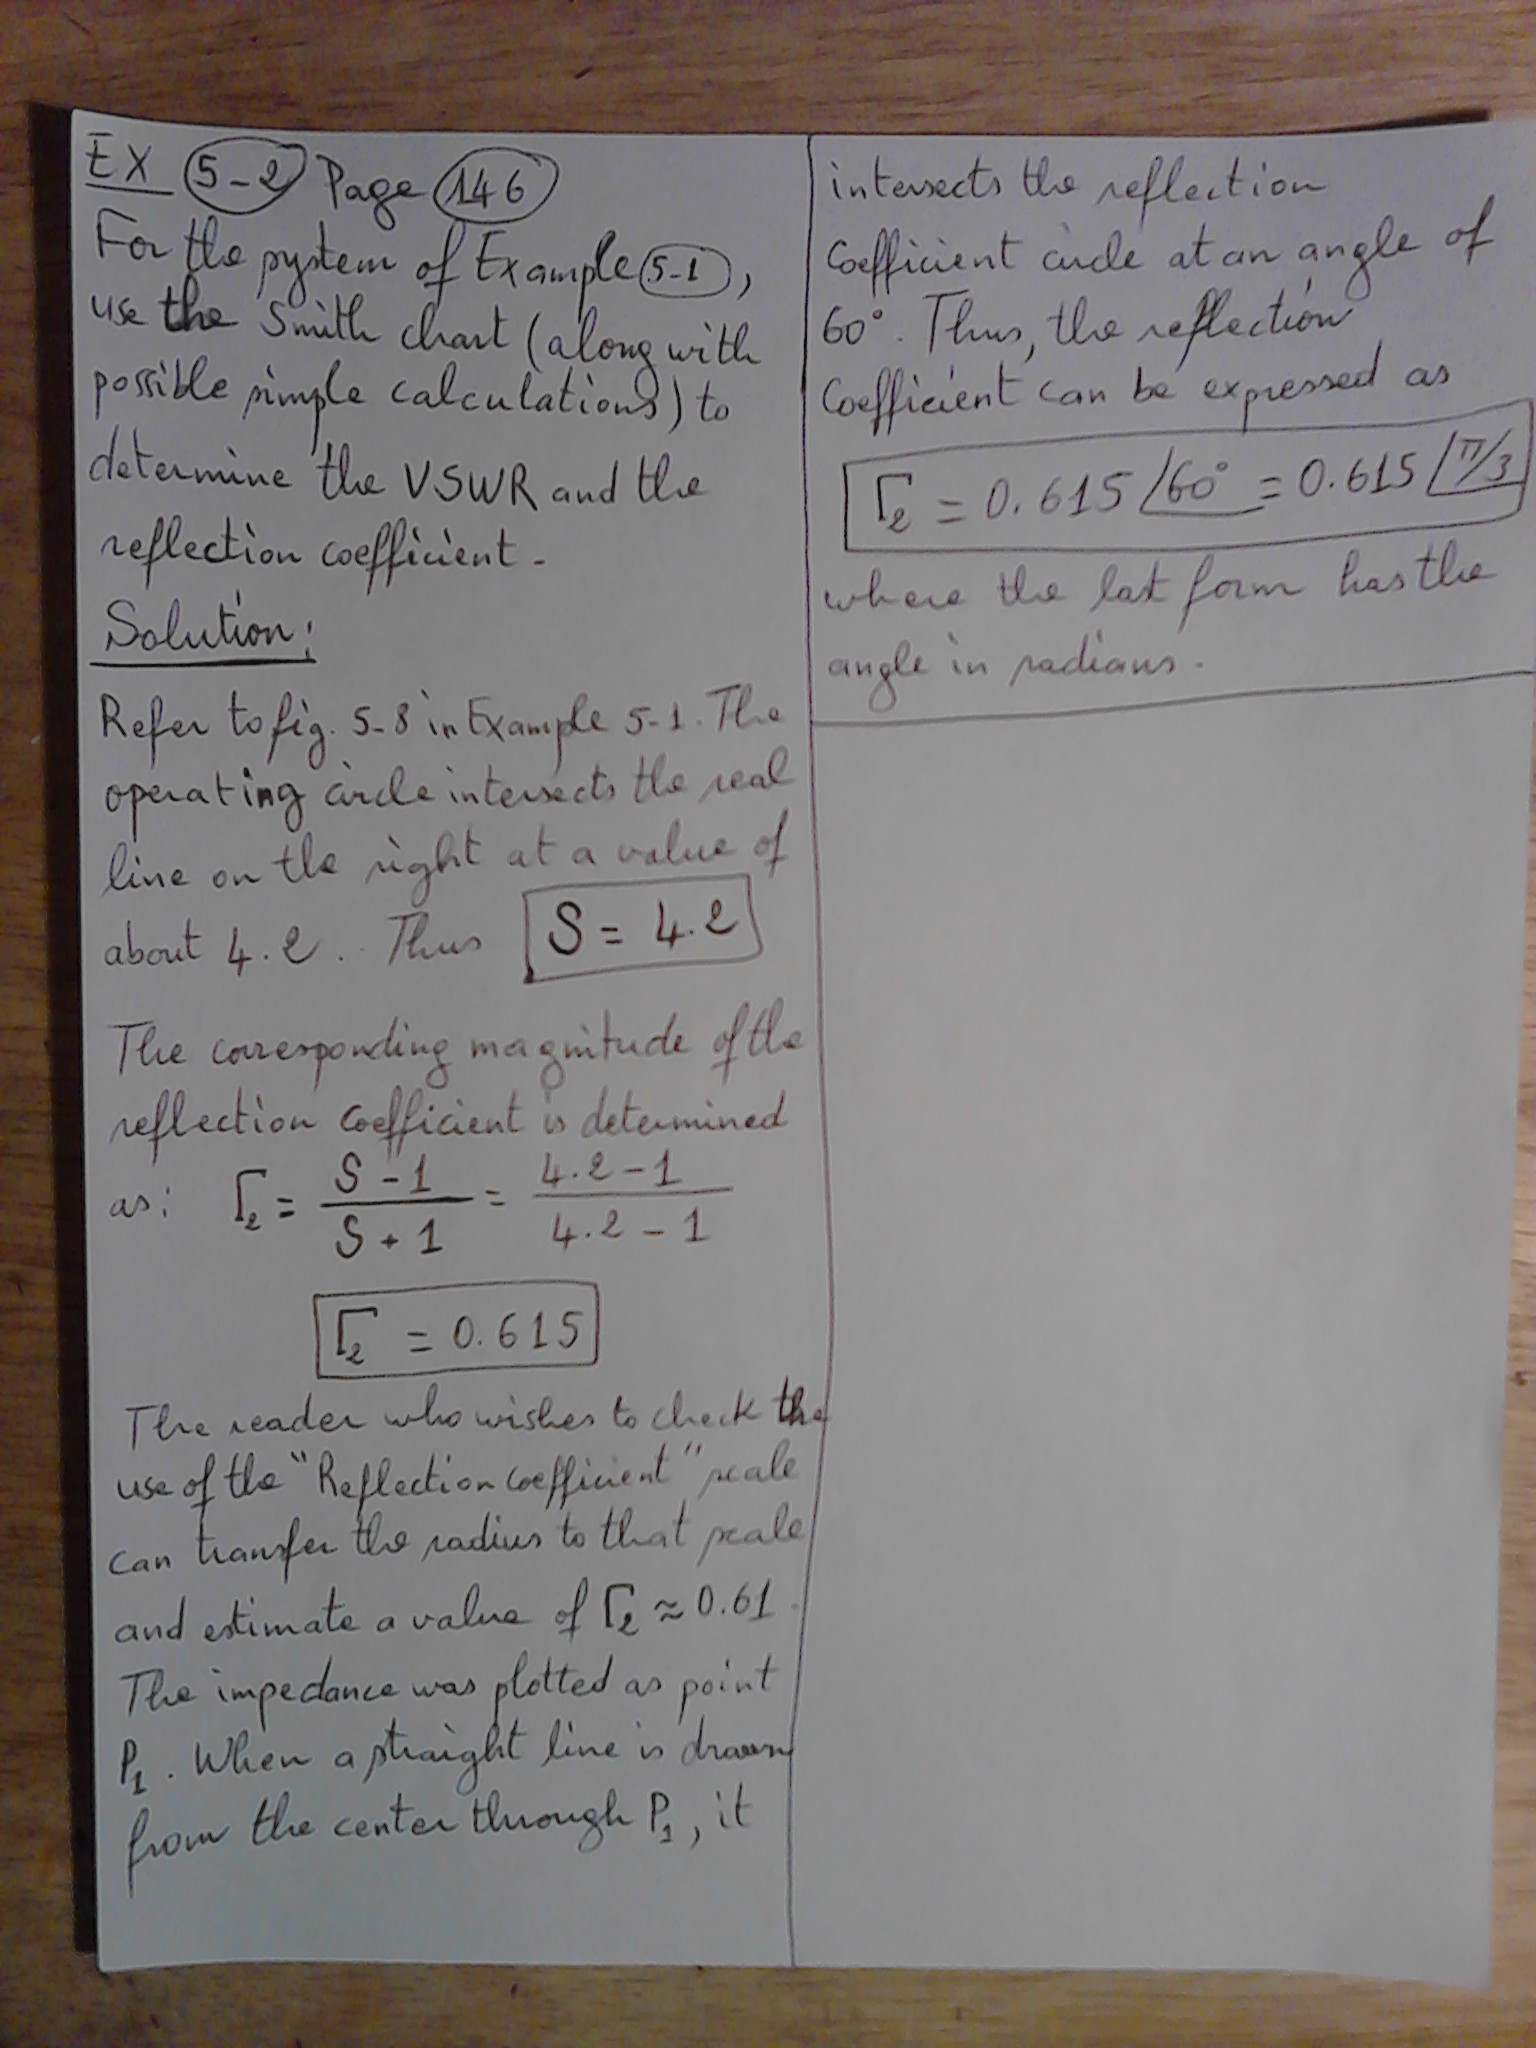 EX 5-2 Page 146
For the system of Example 5-1,
use the Smith chart (along with
possible simple calculations) to
determine the VSWR and the
reflection coefficient.
Solution:
Refer to fig. 5-8 in Example 5-1. The
operating circle intersects the real
line on the right at a value of
about 4.2. Thus S = 4.2
The corresponding magnitude of the
reflection coefficient is determined
as: Γ2 = (S - 1)/(S + 1) = (4.2 - 1)/(4.2 - 1)
Γ2 = 0.615
The reader who wishes to check the
use of the "Reflection coefficient" scale
can transfer the radius to that scale
and estimate a value of Γ2 ≈ 0.61.
The impedance was plotted as point
P1. When a straight line is drawn
from the center through P1, it
intersects the reflection
coefficient circle at an angle of
60°. Thus, the reflection
coefficient can be expressed as
Γ2 = 0.615 /60° = 0.615 /π/3
where the last form has the
angle in radians.